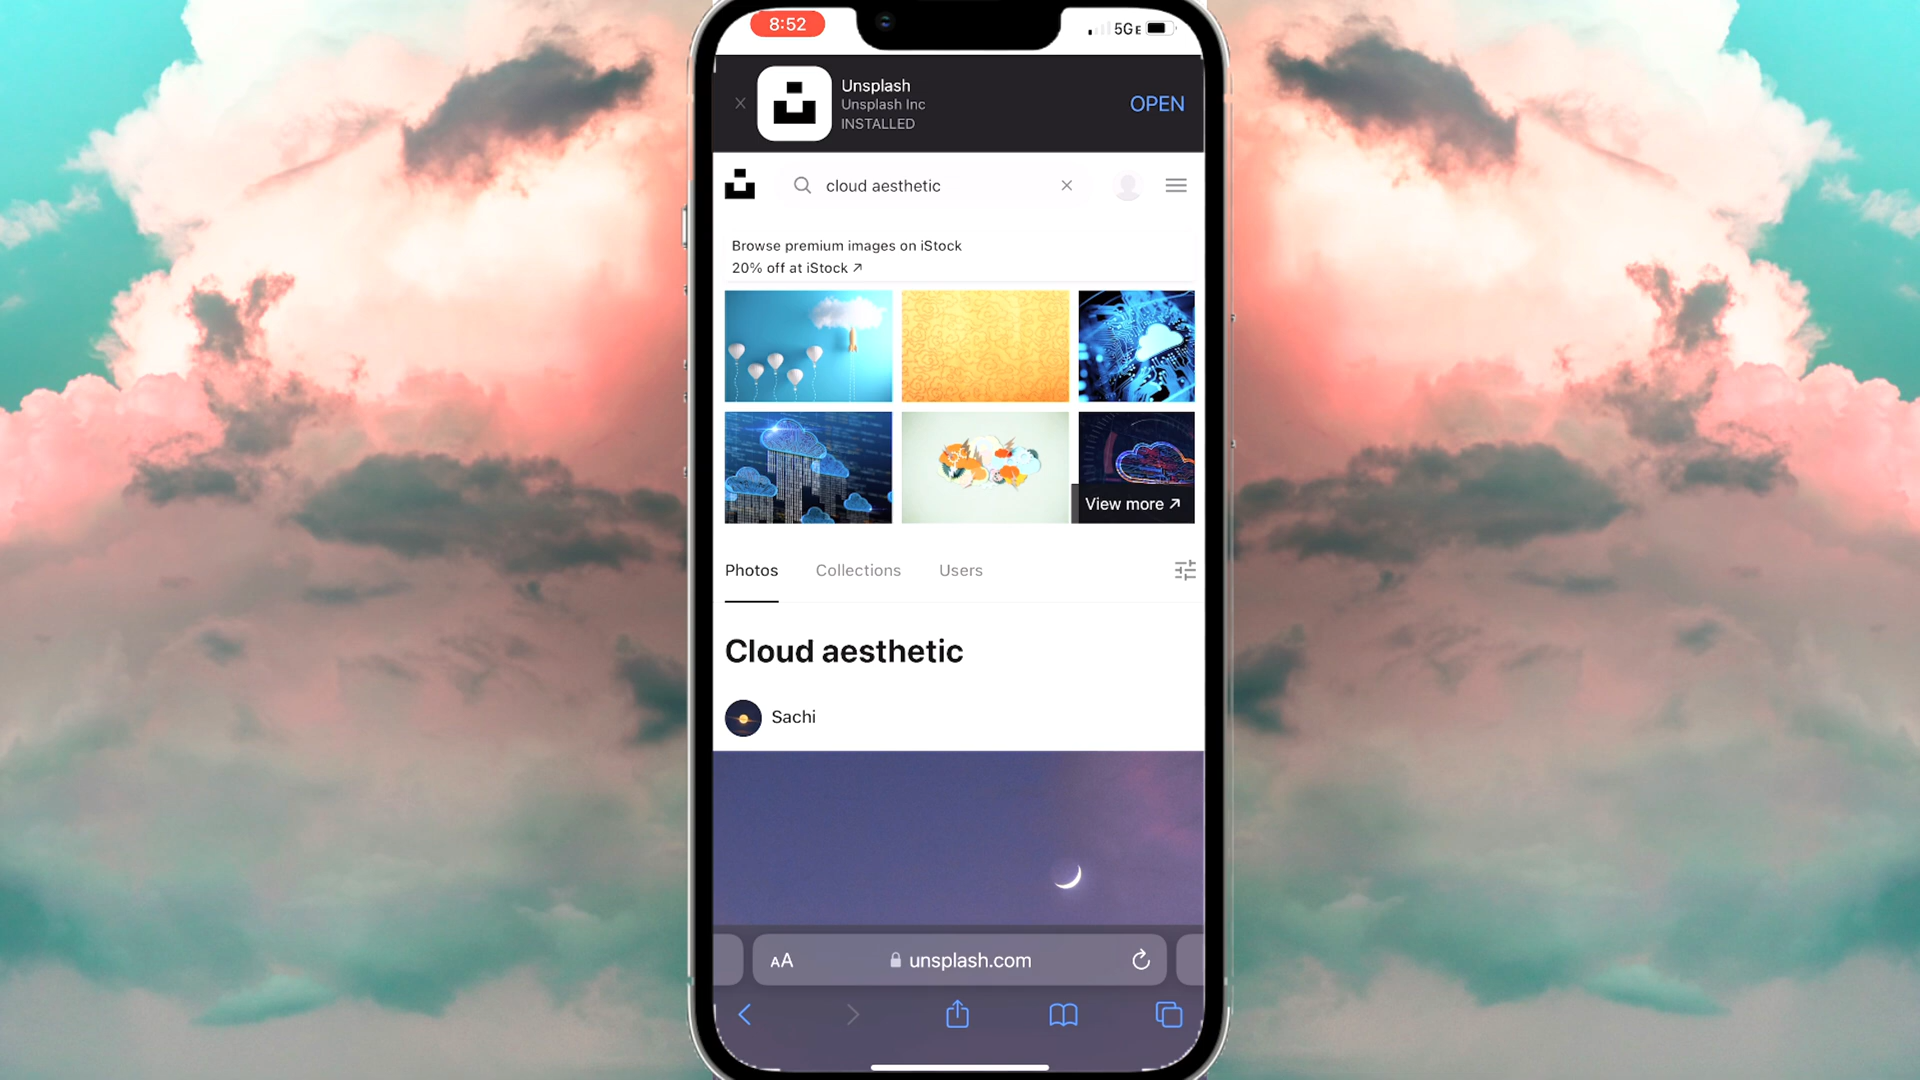 8:52
5GE
Unsplash
Unsplash Inc
INSTALLED
OPEN
cloud aesthetic
Browse premium images on iStock
20% off at iStock ↗
View more ↗
Photos Collections Users
Cloud aesthetic
Sachi
AA unsplash.com